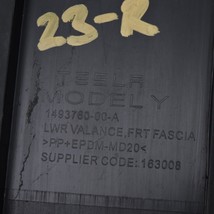 23-R
TESLA
MODEL Y
1493760-00-A
LWR VALANCE, FRT FASCIA
>PP+EPDM-MD20<
SUPPLIER CODE: 163008